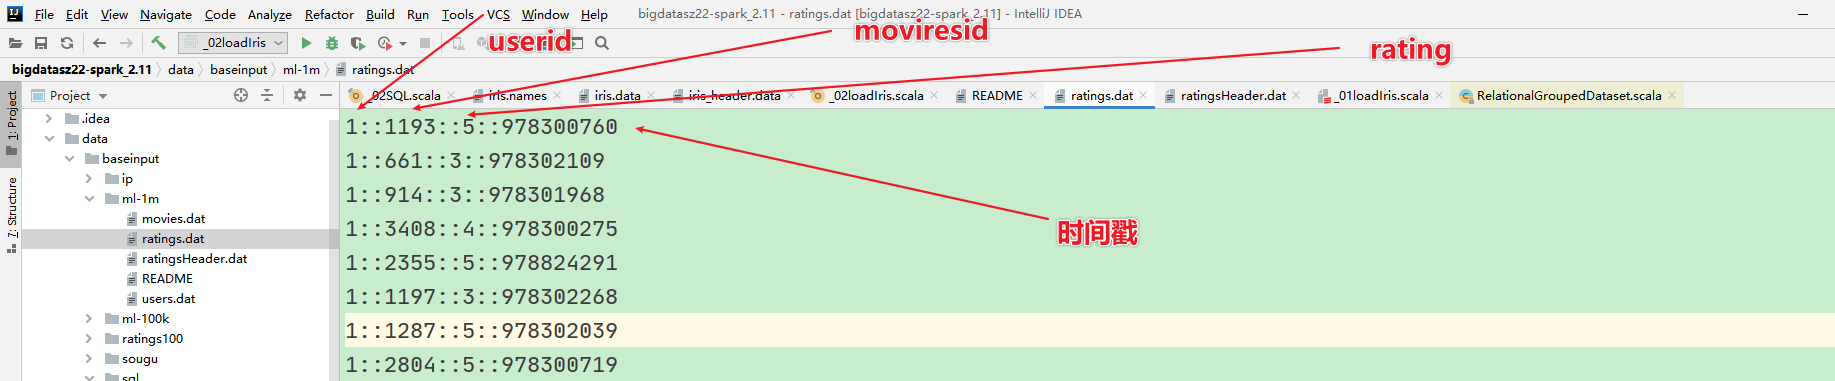 File Edit View Navigate Code Analyze Refactor Build Run Tools VCS Window Help bigdatasz22-spark_2.11 - ratings.dat [bigdatasz22-spark_2.11] - IntelliJ IDEA
_02loadIris
userid
moviresid
rating
bigdatasz22-spark_2.11 data baseinput ml-1m ratings.dat
Project
_02SQL.scala iris.names iris.data iris_header.data _02loadIris.scala README ratings.dat ratingsHeader.dat _01loadIris.scala RelationalGroupedDataset.scala
1: Project
7: Structure
.idea
data
baseinput
ip
ml-1m
movies.dat
ratings.dat
ratingsHeader.dat
README
users.dat
ml-100k
ratings100
sougu
sql
1::1193::5::978300760
1::661::3::978302109
1::914::3::978301968
1::3408::4::978300275
1::2355::5::978824291
1::1197::3::978302268
1::1287::5::978302039
1::2804::5::978300719
时间戳